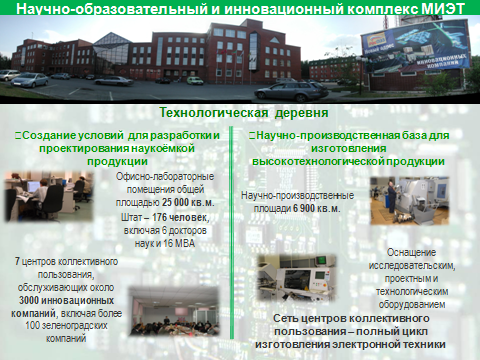 Научно-образовательный и инновационный комплекс МИЭТ
инновационных
компаний
Технологическая деревня
Создание условий для разработки и
проектирования наукоёмкой
продукции
Офисно-лабораторные
помещения общей
площадью 25 000 кв.м.
Штат – 176 человек,
включая 6 докторов
наук и 16 MBA
7 центров коллективного
пользования,
обслуживающих около
3000 инновационных
компаний, включая более
100 зеленоградских
компаний
Научно-производственная база для
изготовления
высокотехнологической продукции
Научно-производственные
площади 6 900 кв.м.
Оснащение
исследовательским,
проектным и
технологическим
оборудованием
Сеть центров коллективного
пользования – полный цикл
изготовления электронной техники